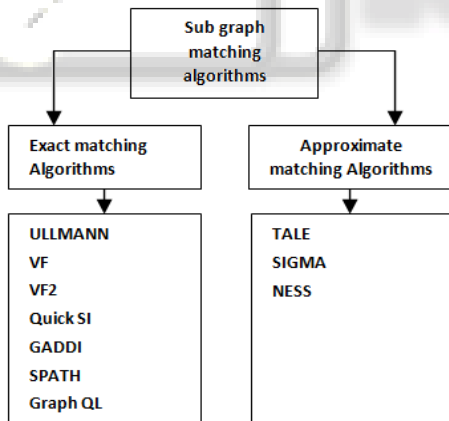 Sub graph
matching
algorithms
Exact matching
Algorithms
Approximate
matching Algorithms
ULLMANN
VF
VF2
Quick SI
GADDI
SPATH
Graph QL
TALE
SIGMA
NESS